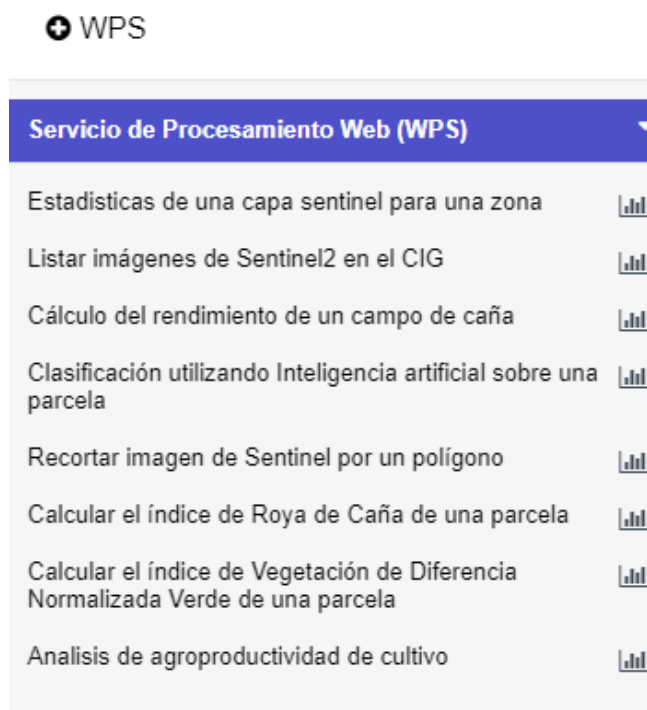 WPS
Servicio de Procesamiento Web (WPS)
Estadisticas de una capa sentinel para una zona
Listar imágenes de Sentinel2 en el CIG
Cálculo del rendimiento de un campo de caña
Clasificación utilizando Inteligencia artificial sobre una
parcela
Recortar imagen de Sentinel por un polígono
Calcular el índice de Roya de Caña de una parcela
Calcular el índice de Vegetación de Diferencia
Normalizada Verde de una parcela
Analisis de agroproductividad de cultivo